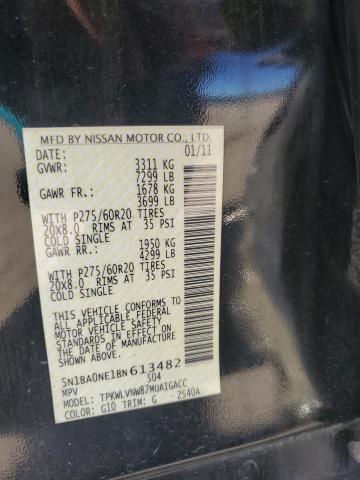 MFD BY NISSAN MOTOR CO., LTD.
DATE: 01/11
GVWR: 3311 KG
7299 LB
GAWR FR.: 1678 KG
3699 LB
WITH P275/60R20 TIRES
20X8.0 RIMS AT 35 PSI
COLD SINGLE
GAWR RR.: 1950 KG
4299 LB
WITH P275/60R20 TIRES
20X8.0 RIMS AT 35 PSI
COLD SINGLE
THIS VEHICLE CONFORMS TO
ALL APPLICABLE FEDERAL
MOTOR VEHICLE SAFETY
STANDARDS IN EFFECT ON
THE DATE OF MANUFACTURE
SHOWN ABOVE.
5N1BA0NE1BN613482
MPV S04
MODEL: TPKWLVNW87MUAIGACC
COLOR: G10 TRIM: G ZS40A